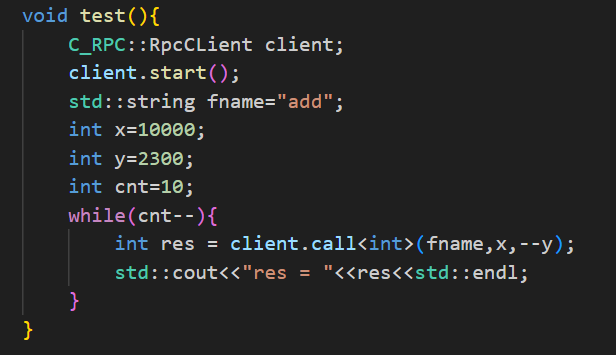 void test(){
    C_RPC::RpcCLient client;
    client.start();
    std::string fname="add";
    int x=10000;
    int y=2300;
    int cnt=10;
    while(cnt--){
        int res = client.call<int>(fname,x,--y);
        std::cout<<"res = "<<res<<std::endl;
    }
}